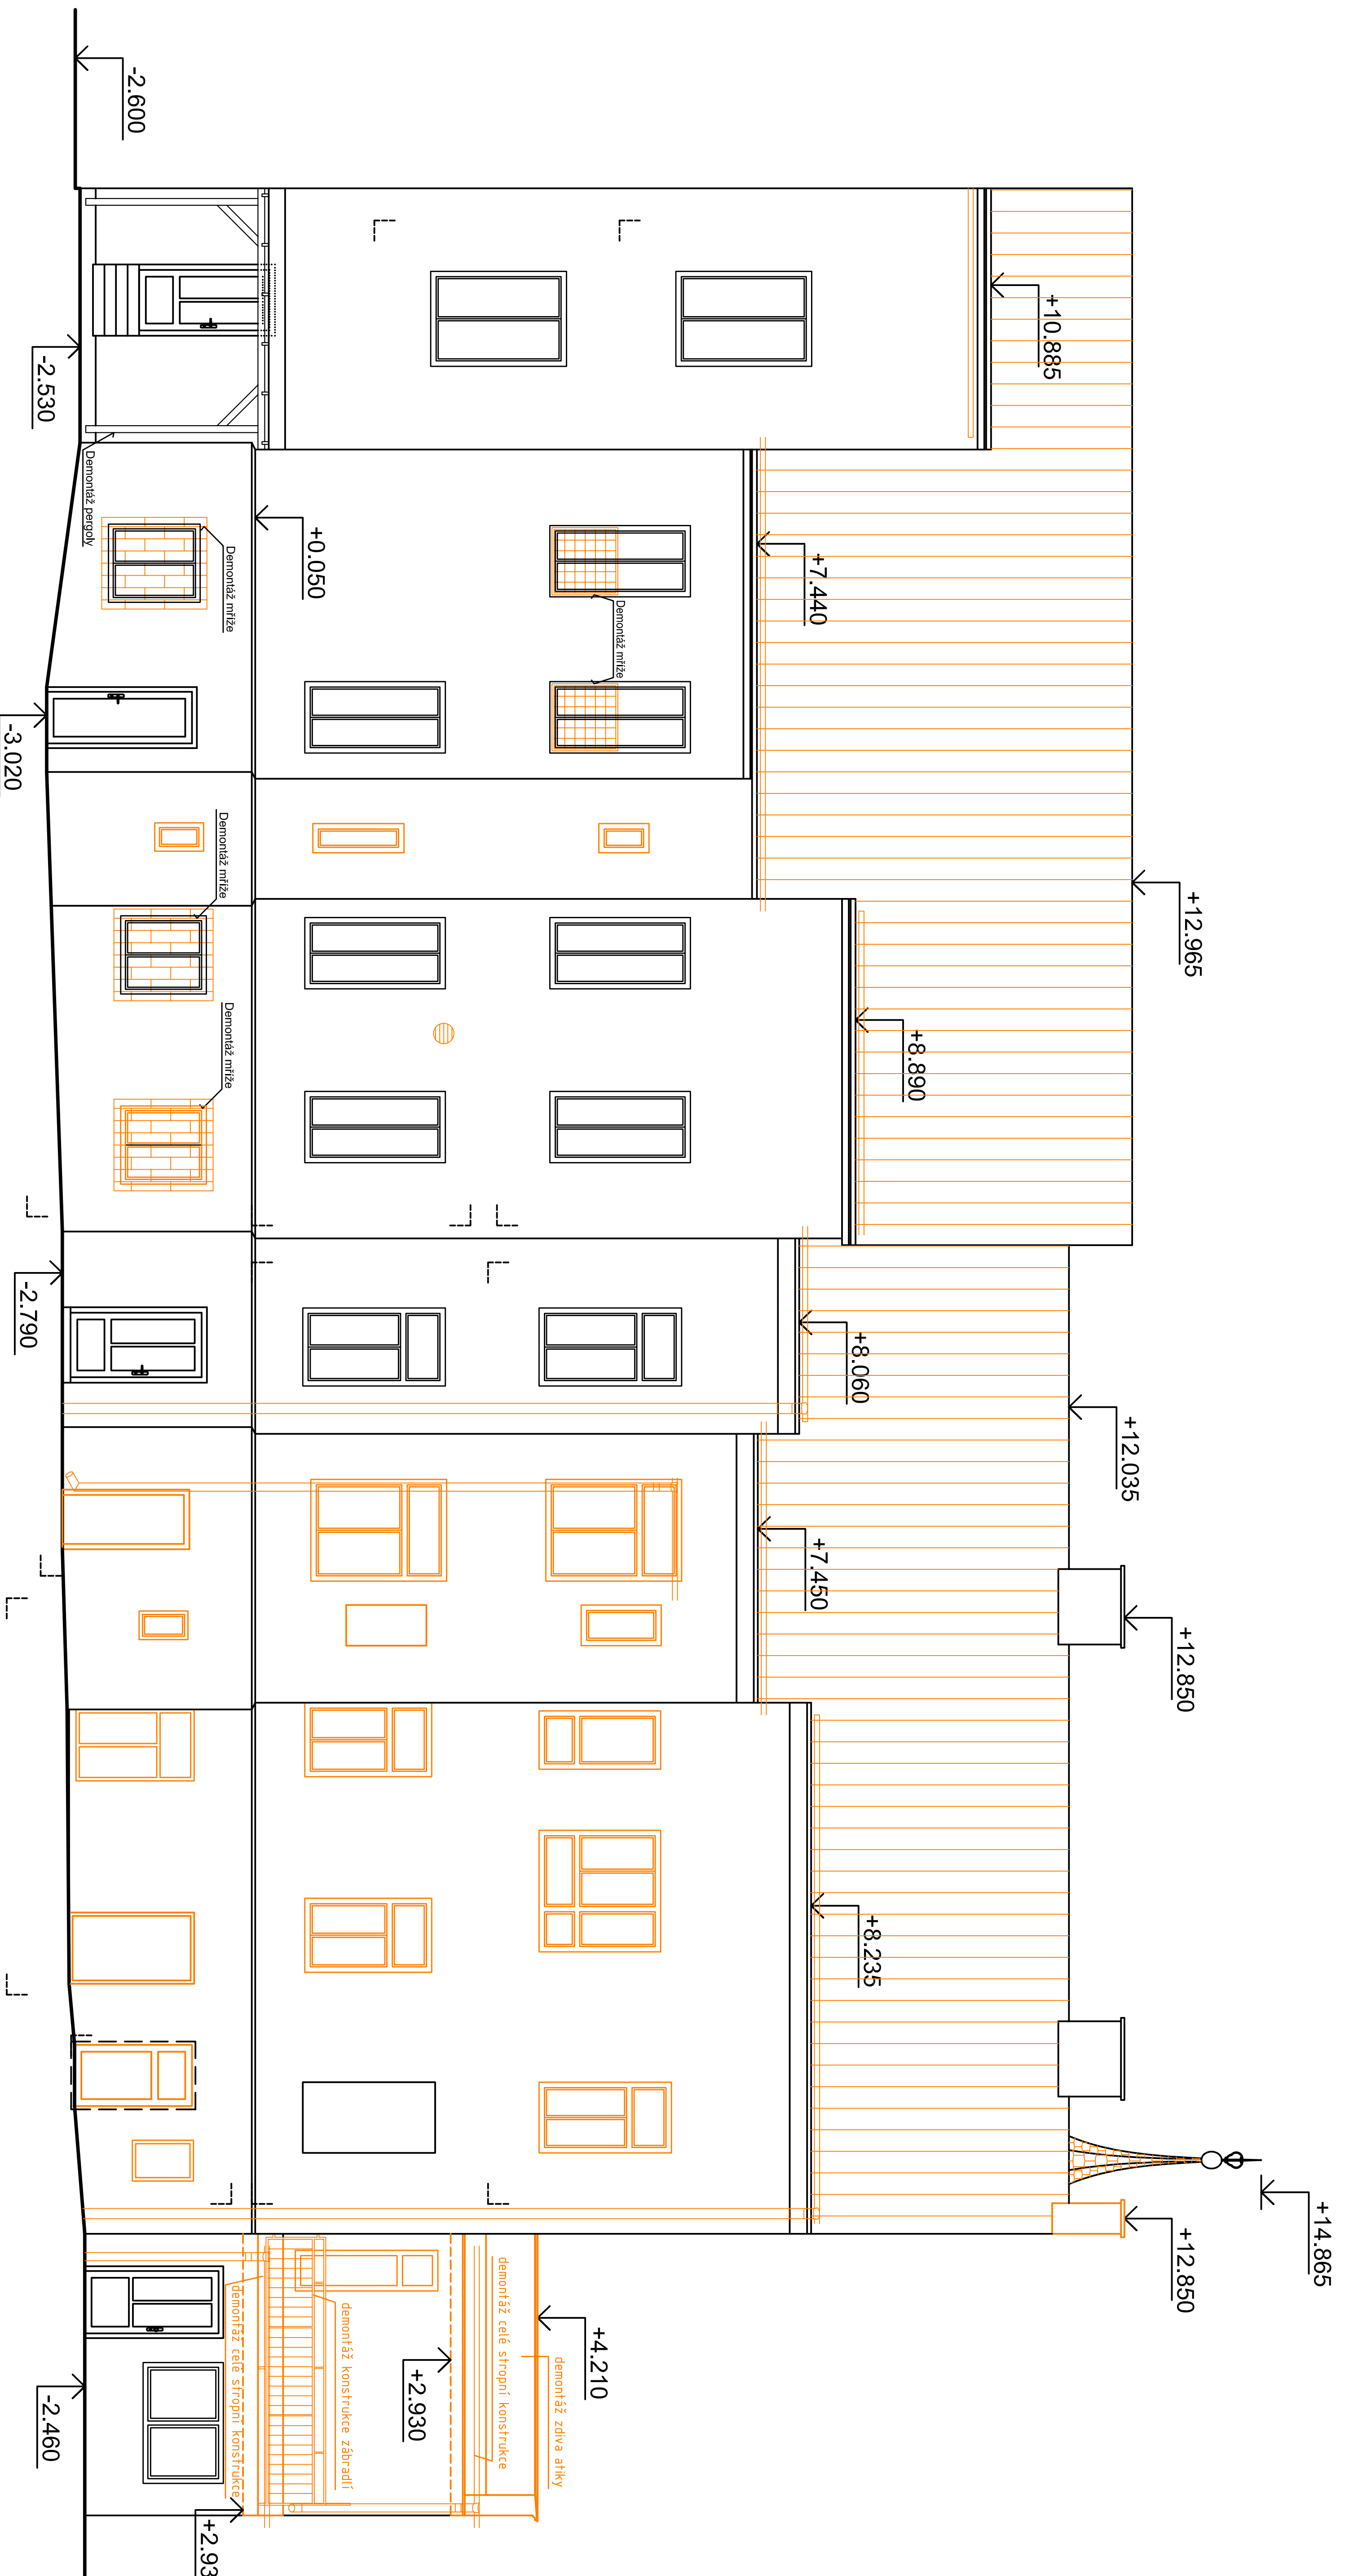 +14.865
+12.965
+12.035
+12.850
+12.850
+10.885
+8.890
+8.060
+8.235
+7.440
+7.450
+4.210
demontáž zdiva atiky
demontáž celé stropní konstrukce
+2.930
demontáž konstrukce zábradlí
demontáž celé stropní konstrukce
Demontáž mříže
+0.050
Demontáž mříže
Demontáž mříže
Demontáž mříže
Demontáž pergoly
-2.600
-2.530
-3.020
-2.790
-2.460
+2.93